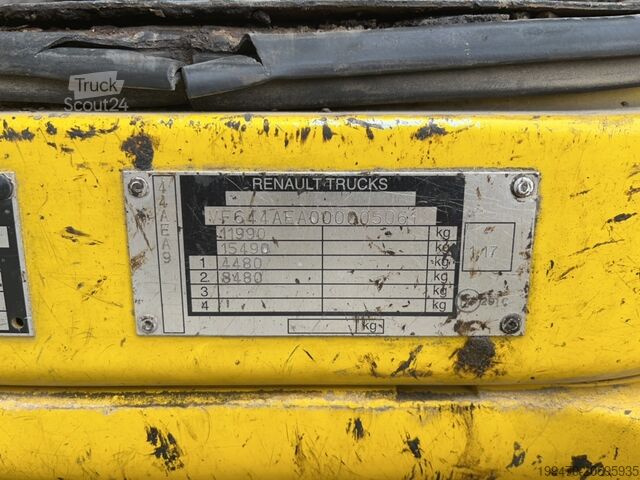 Truck
Scout24
RENAULT TRUCKS
44AEA9
VF644AEA000005061
11990 kg
15490 kg
1 4480 kg
2 8480 kg
3 kg
4 kg
1.17
kg